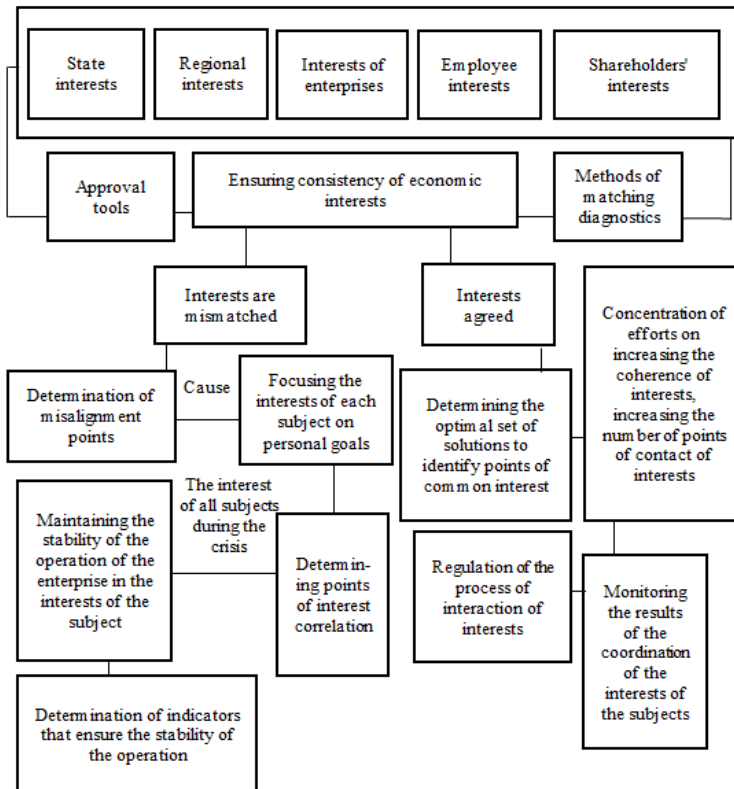 State
interests
Regional
interests
Interests of
enterprises
Employee
interests
Shareholders'
interests
Approval
tools
Ensuring consistency of economic
interests
Methods of
matching
diagnostics
Interests are
mismatched
Interests
agreed
Concentration of
efforts on
increasing the
coherence of
interests,
increasing the
number of points
of contact of
interests
Determination of
misalignment
points
Cause
Focusing the
interests of each
subject on
personal goals
Determining the
optimal set of
solutions to
identify points of
common interest
Maintaining the
stability of the
operation of the
enterprise in the
interests of the
subject
The interest
of all subjects
during the
crisis
Determin-
ing points
of interest
correlation
Regulation of the
process of
interaction of
interests
Monitoring
the results
of the
coordination
of the
interests of
the subjects
Determination of indicators
that ensure the stability of
the operation